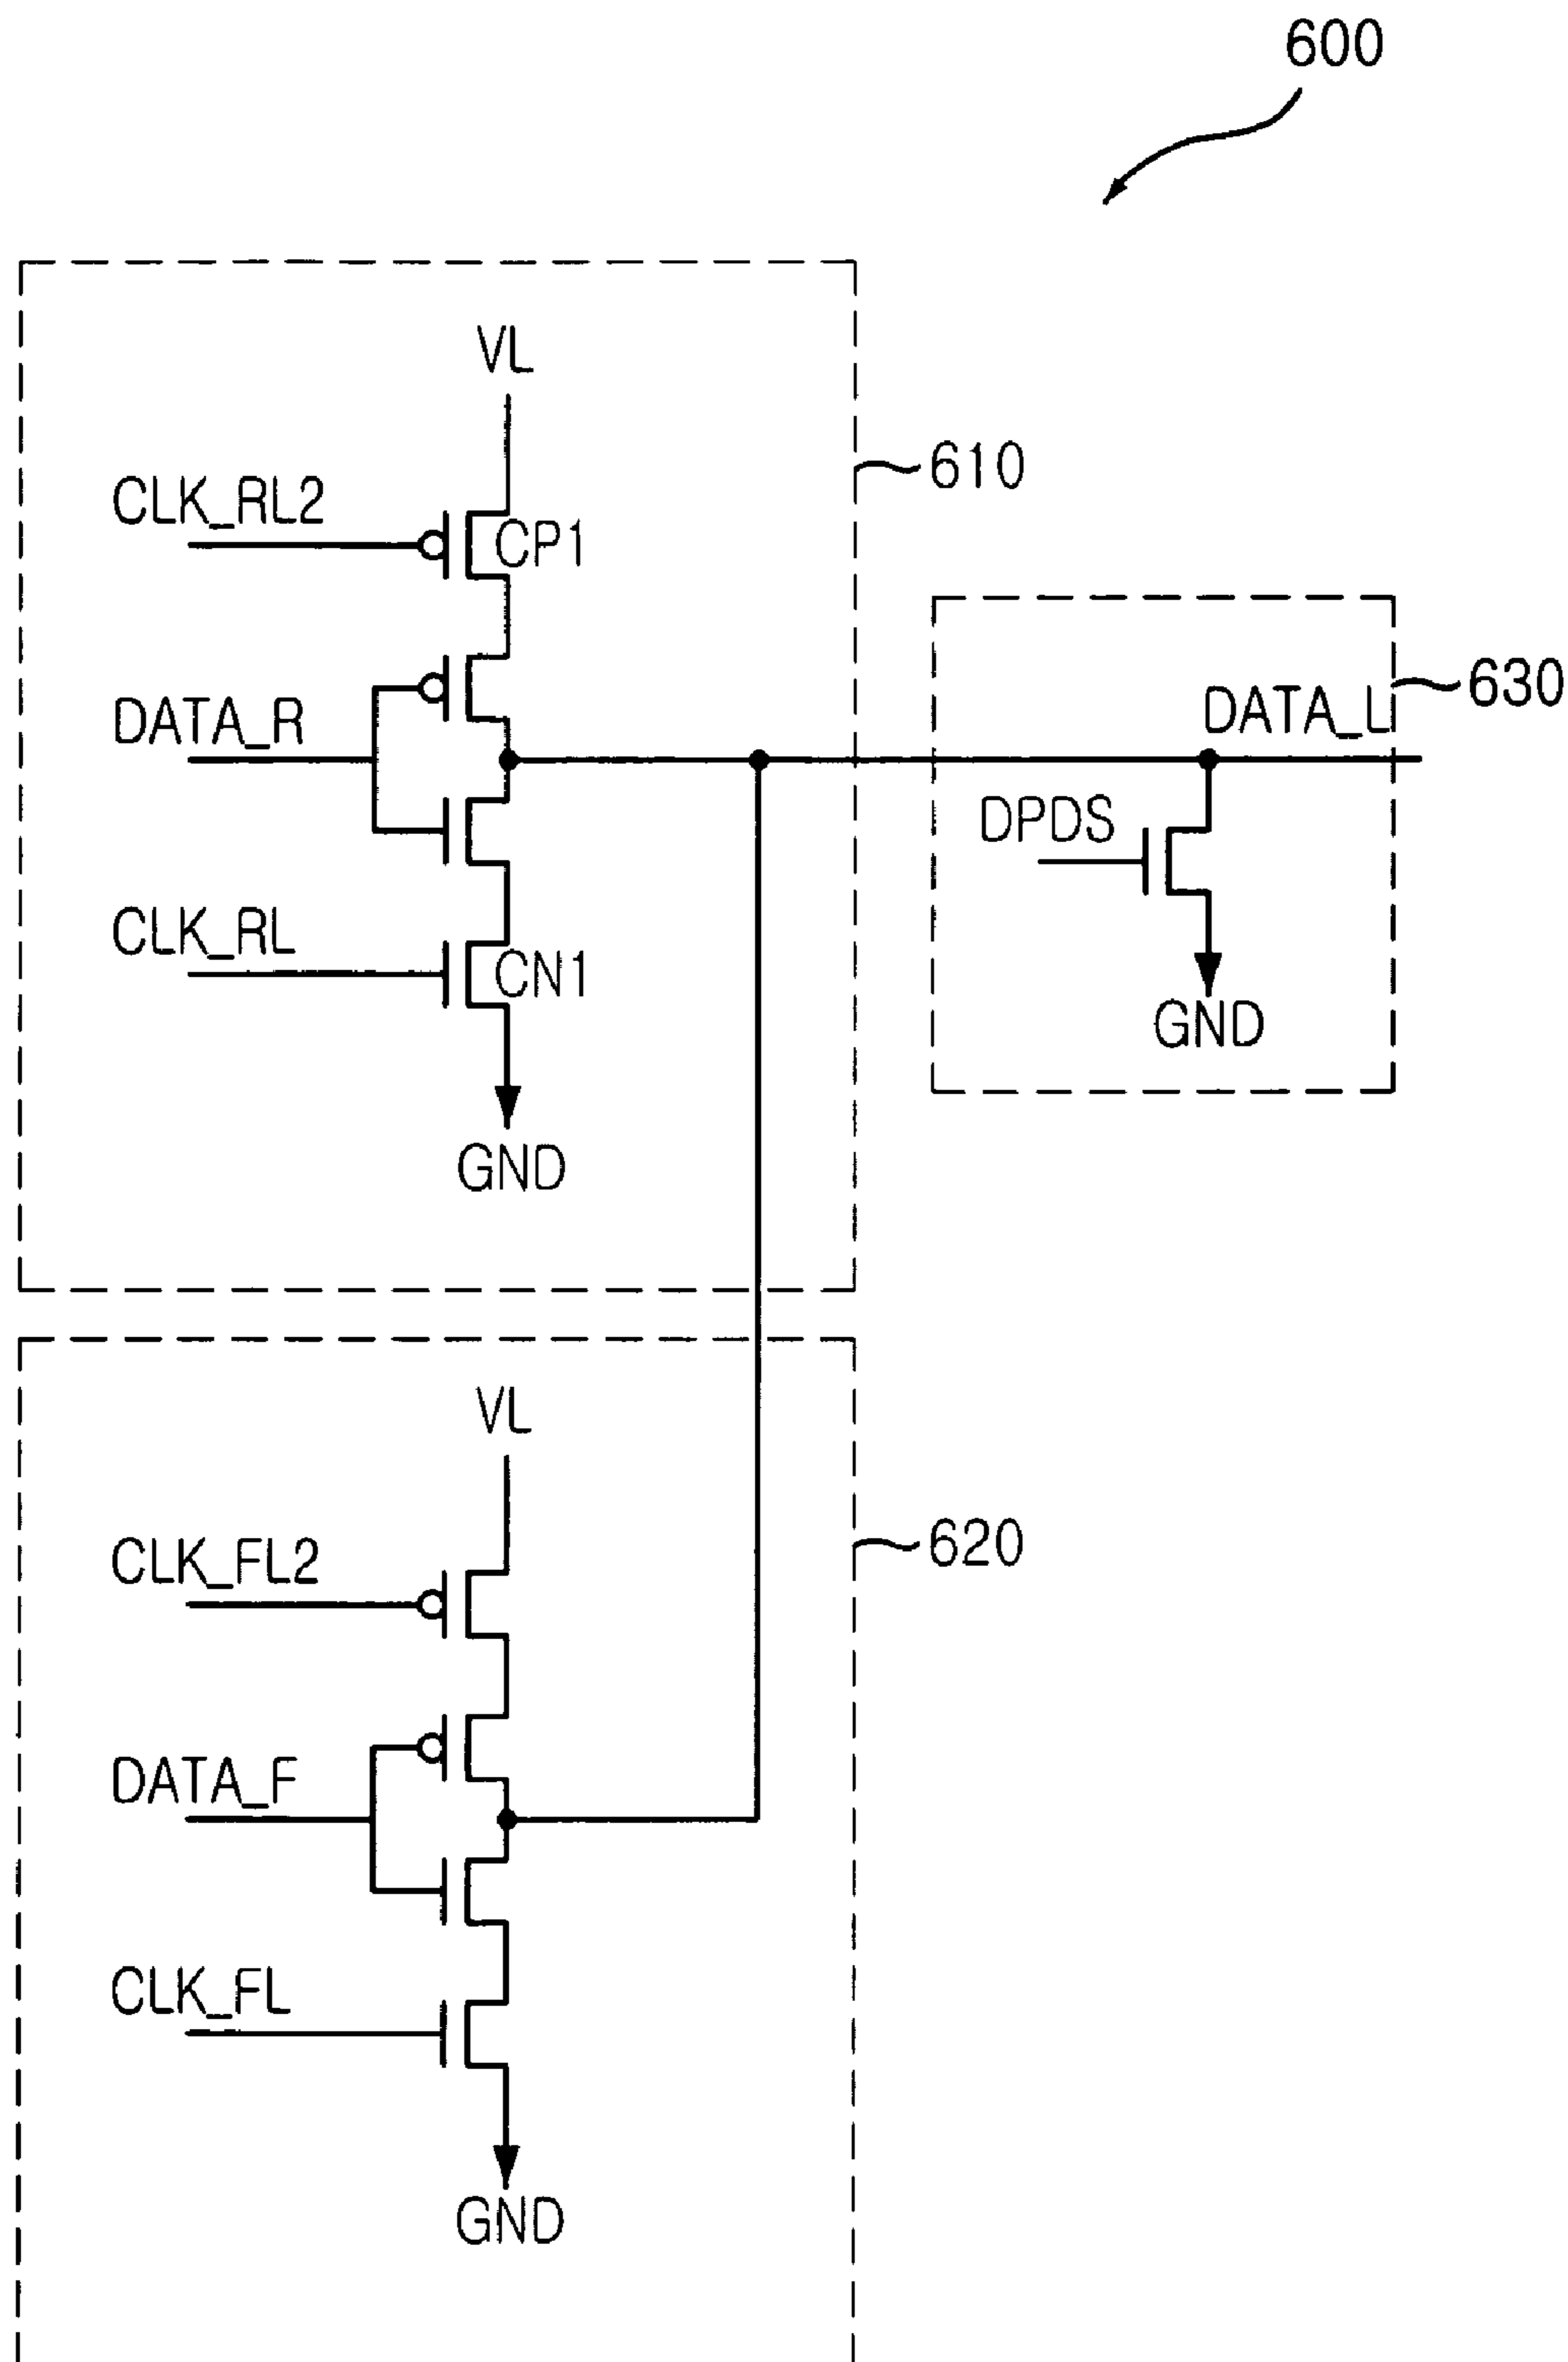 600
VL
610
CLK_RL2
CP1
630
DATA_R
DATA_L
DPDS
CLK_RL
CN1
GND
GND
VL
620
CLK_FL2
DATA_F
CLK_FL
GND